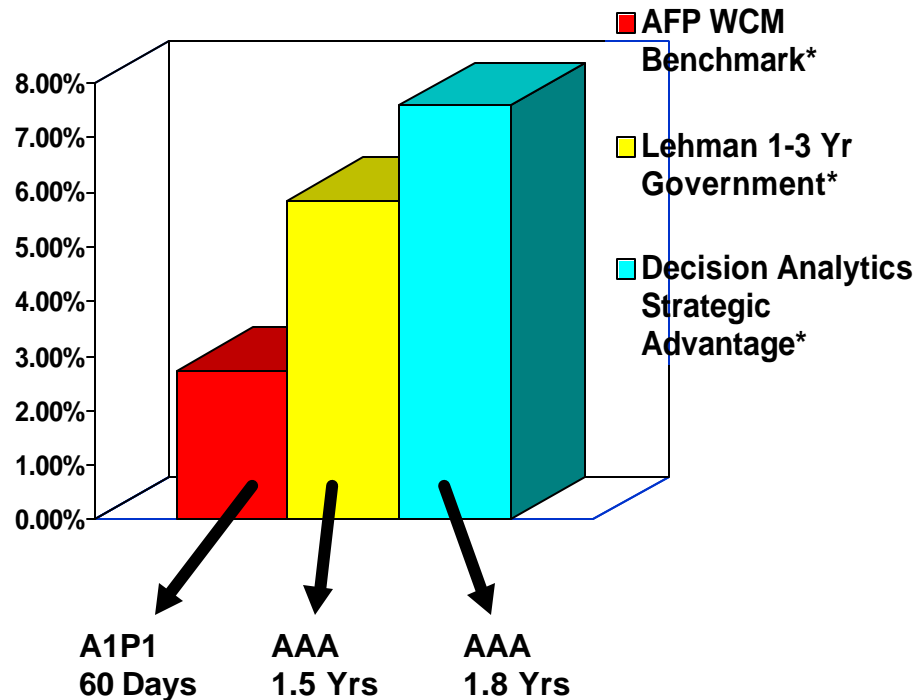 8.00%
7.00%
6.00%
5.00%
4.00%
3.00%
2.00%
1.00%
0.00%
AFP WCM
Benchmark*
Lehman 1-3 Yr
Government*
Decision Analytics
Strategic
Advantage*
A1P1
60 Days
AAA
1.5 Yrs
AAA
1.8 Yrs